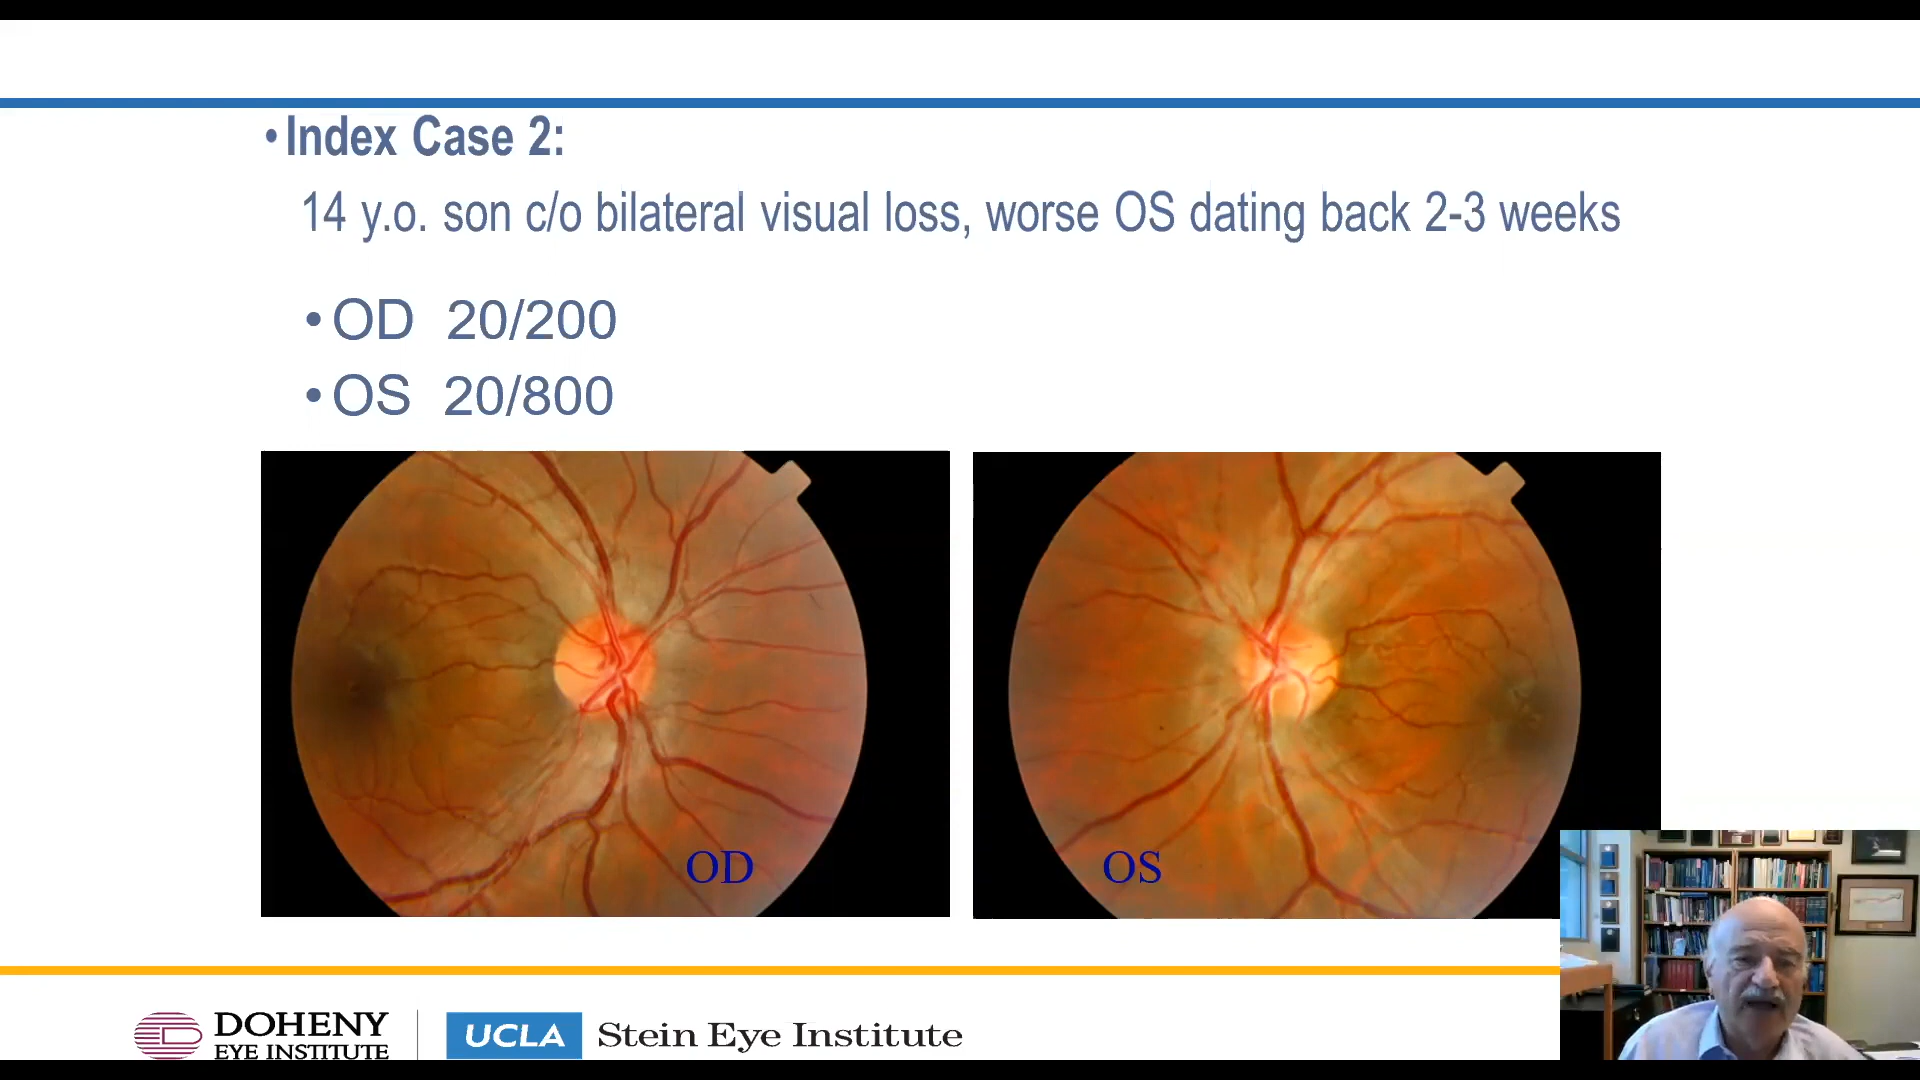 • Index Case 2:
14 y.o. son c/o bilateral visual loss, worse OS dating back 2-3 weeks
• OD 20/200
• OS 20/800
OD
OS
DOHENY
EYE INSTITUTE
UCLA Stein Eye Institute